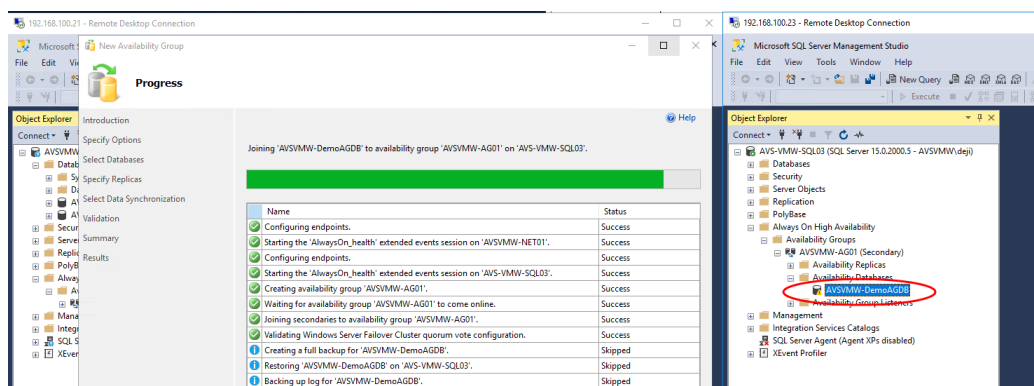 192.168.100.21 - Remote Desktop Connection
Microsoft
New Availability Group
File Edit
Progress
Object Explorer
Connect
AVSVMW
Introduction
Specify Options
Select Databases
Specify Replicas
Select Data Synchronization
Validation
Summary
Results
Help
Joining 'AVSVMW-DemoAGDB' to availability group 'AVSVMW-AG01' on 'AVS-VMW-SQL03'.
Name Status
Configuring endpoints. Success
Starting the 'AlwaysOn_health' extended events session on 'AVSVMW-NET01'. Success
Configuring endpoints. Success
Starting the 'AlwaysOn_health' extended events session on 'AVS-VMW-SQL03'. Success
Creating availability group 'AVSVMW-AG01'. Success
Waiting for availability group 'AVSVMW-AG01' to come online. Success
Joining secondaries to availability group 'AVSVMW-AG01'. Success
Validating Windows Server Failover Cluster quorum vote configuration. Success
Creating a full backup for 'AVSVMW-DemoAGDB'. Skipped
Restoring 'AVSVMW-DemoAGDB' on 'AVS-VMW-SQL03'. Skipped
Backing up log for 'AVSVMW-DemoAGDB'. Skipped
192.168.100.23 - Remote Desktop Connection
Microsoft SQL Server Management Studio
File Edit View Tools Window Help
New Query
Execute
Object Explorer
Connect
AVS-VMW-SQL03 (SQL Server 15.0.2000.5 - AVSVMW\deji)
Databases
Security
Server Objects
Replication
PolyBase
Always On High Availability
Availability Groups
AVSVMW-AG01 (Secondary)
Availability Replicas
Availability Databases
AVSVMW-DemoAGDB
Availability Group Listeners
Management
Integration Services Catalogs
SQL Server Agent (Agent XPs disabled)
XEvent Profiler